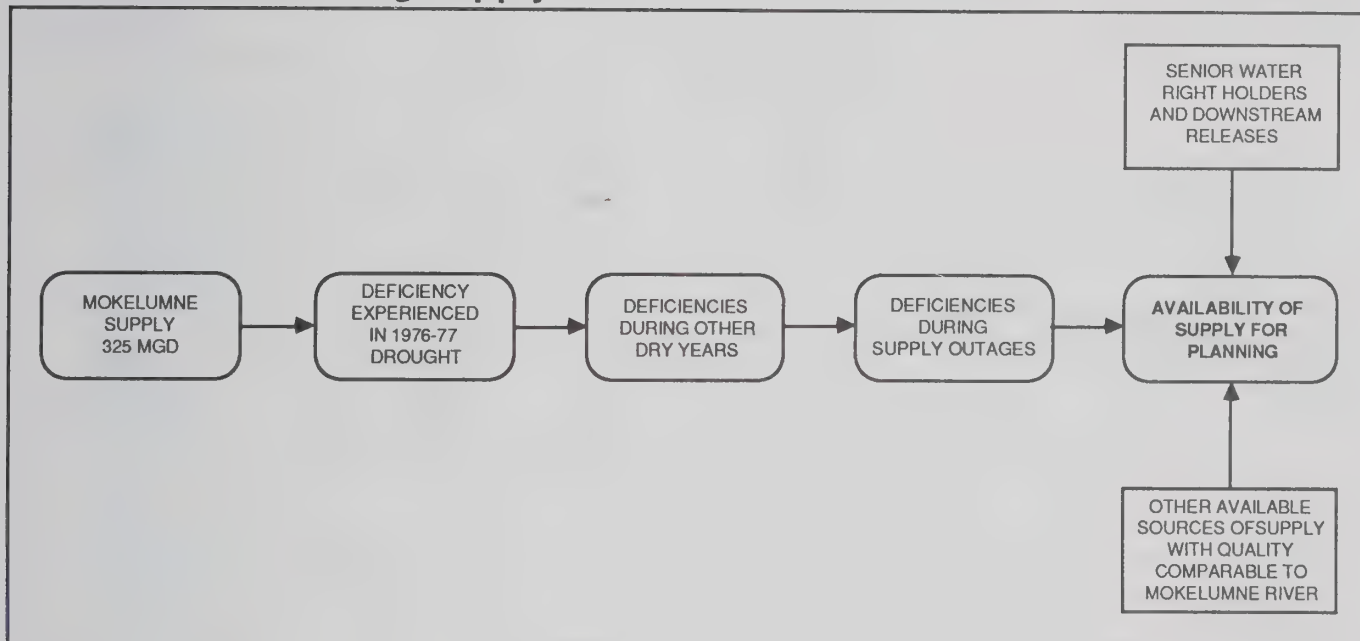 SENIOR WATER
RIGHT HOLDERS
AND DOWNSTREAM
RELEASES
MOKELUMNE
SUPPLY
325 MGD
DEFICIENCY
EXPERIENCED
IN 1976-77
DROUGHT
DEFICIENCIES
DURING OTHER
DRY YEARS
DEFICIENCIES
DURING
SUPPLY OUTAGES
AVAILABILITY OF
SUPPLY FOR
PLANNING
OTHER AVAILABLE
SOURCES OFSUPPLY
WITH QUALITY
COMPARABLE TO
MOKELUMNE RIVER